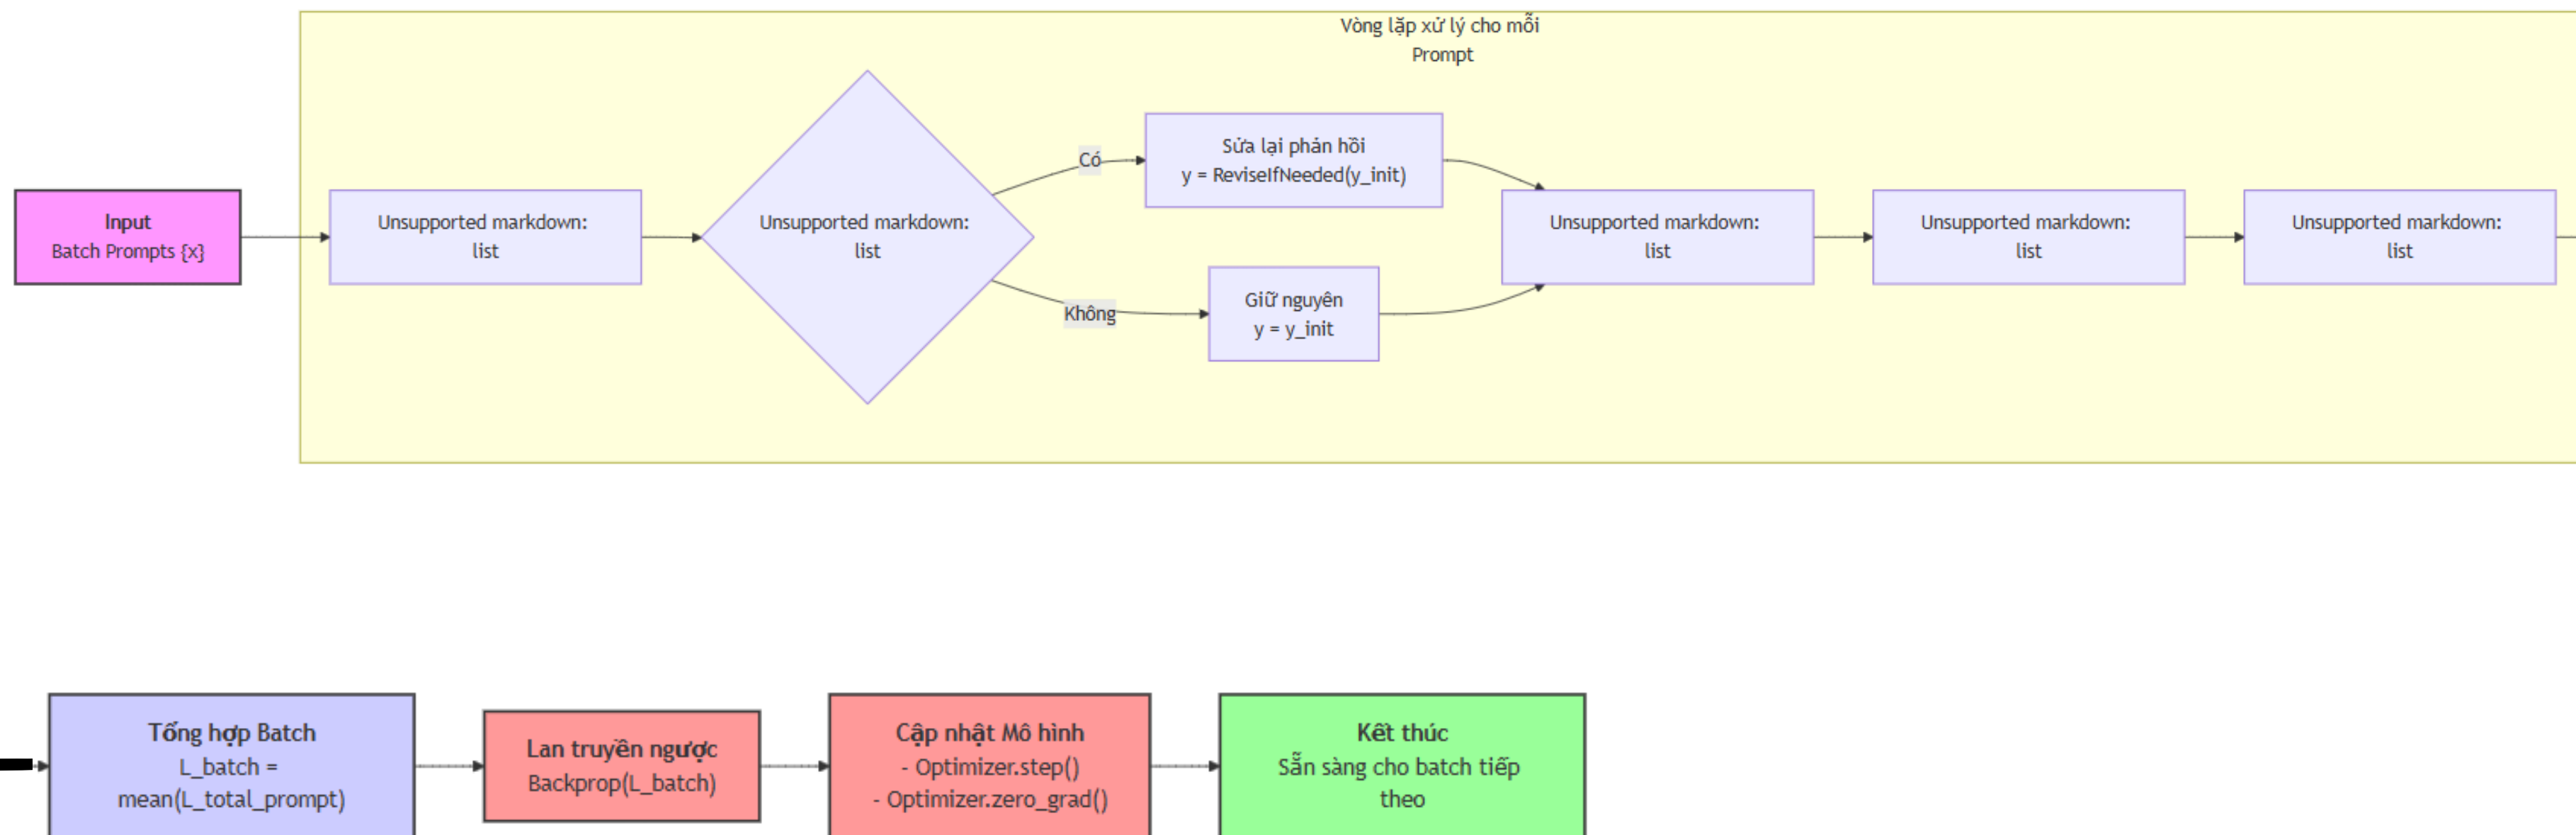 Vòng lặp xử lý cho mỗi
Prompt
Input
Batch Prompts {x}
Unsupported markdown:
list
Unsupported markdown:
list
Có
Không
Sửa lại phản hồi
y = ReviseIfNeeded(y_init)
Giữ nguyên
y = y_init
Unsupported markdown:
list
Unsupported markdown:
list
Unsupported markdown:
list
Tổng hợp Batch
L_batch =
mean(L_total_prompt)
Lan truyền ngược
Backprop(L_batch)
Cập nhật Mô hình
- Optimizer.step()
- Optimizer.zero_grad()
Kết thúc
Sẵn sàng cho batch tiếp
theo